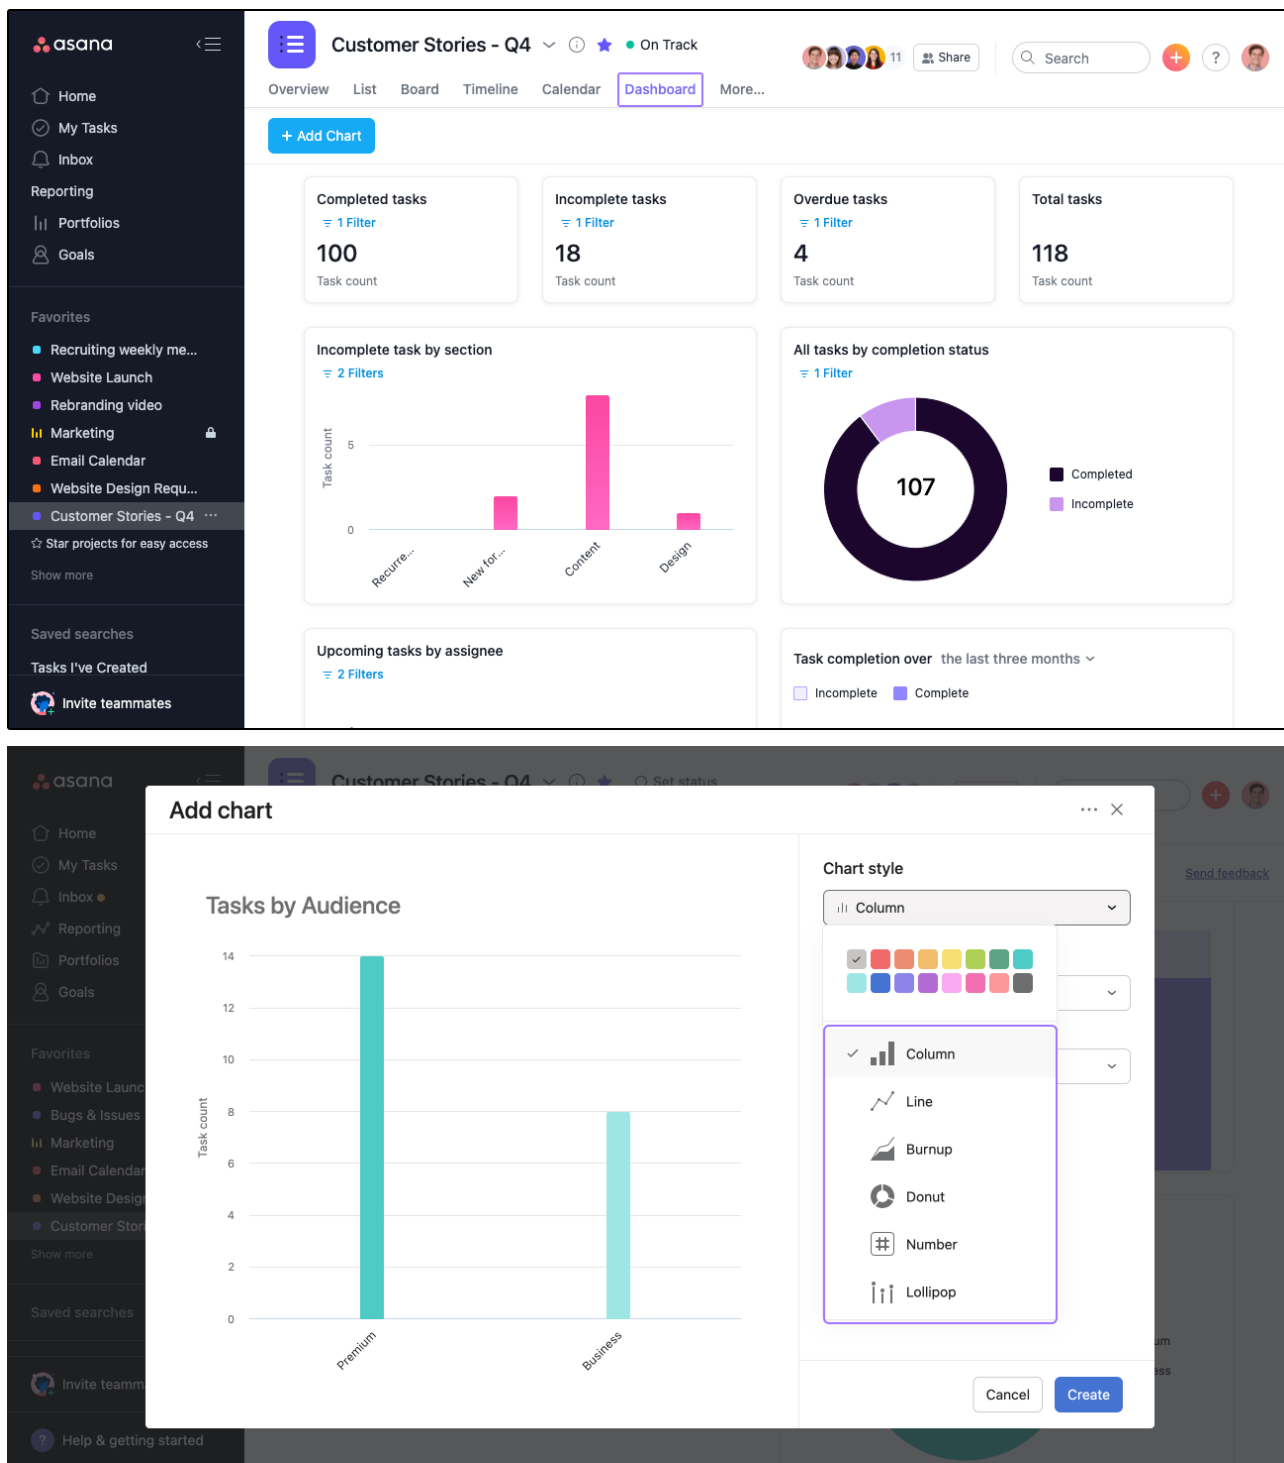 asana
Home
My Tasks
Inbox
Reporting
Portfolios
Goals
Favorites
Recruiting weekly me...
Website Launch
Rebranding video
Marketing
Email Calendar
Website Design Requ...
Customer Stories - Q4 ...
Star projects for easy access
Show more
Saved searches
Tasks I've Created
Invite teammates
Customer Stories - Q4
On Track
11
Share
Search
?
Overview List Board Timeline Calendar Dashboard More...
+ Add Chart
Completed tasks
1 Filter
100
Task count
Incomplete tasks
1 Filter
18
Task count
Overdue tasks
1 Filter
4
Task count
Total tasks
118
Task count
Incomplete task by section
2 Filters
Task count
5
0
Recurre...
New for...
Content
Design
All tasks by completion status
1 Filter
107
Completed
Incomplete
Upcoming tasks by assignee
2 Filters
Task completion over the last three months
Incomplete Complete
asana
Home
My Tasks
Inbox
Reporting
Portfolios
Goals
Favorites
Website Launc
Bugs & Issues
Marketing
Email Calendar
Website Desig
Customer Stori
Show more
Saved searches
Invite teamm
? Help & getting started
Customer Stories - Q4
Set status
Send feedback
Add chart
Tasks by Audience
Task count
14
12
10
8
6
4
2
0
Premium
Business
Chart style
Column
Column
Line
Burnup
Donut
Number
Lollipop
Cancel
Create
um
ess